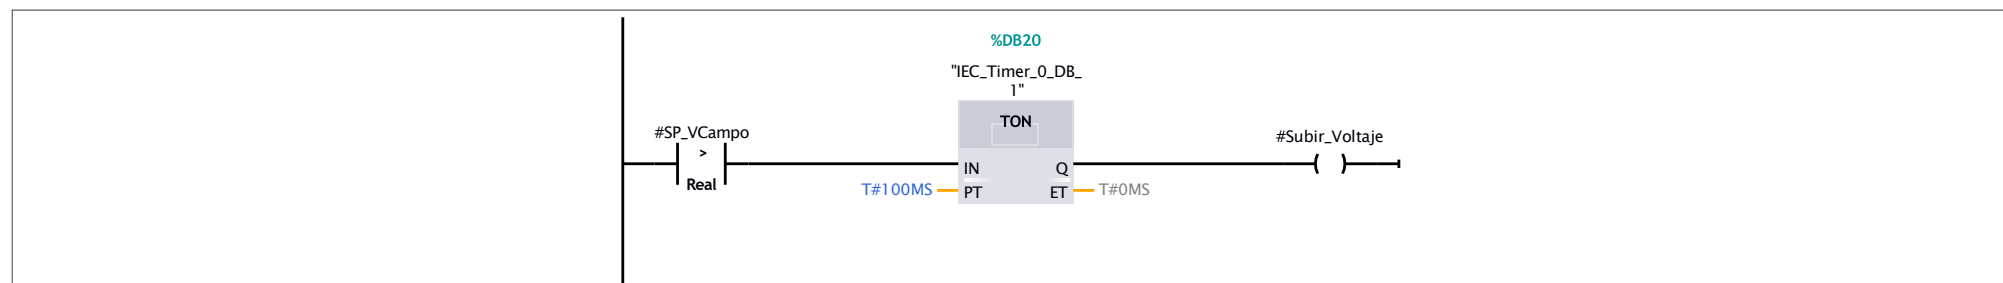 %DB20
"IEC_Timer_0_DB_
1"
TON
#SP_VCampo
>
Real
#Subir_Voltaje
IN
Q
T#100MS
PT
ET
T#0MS